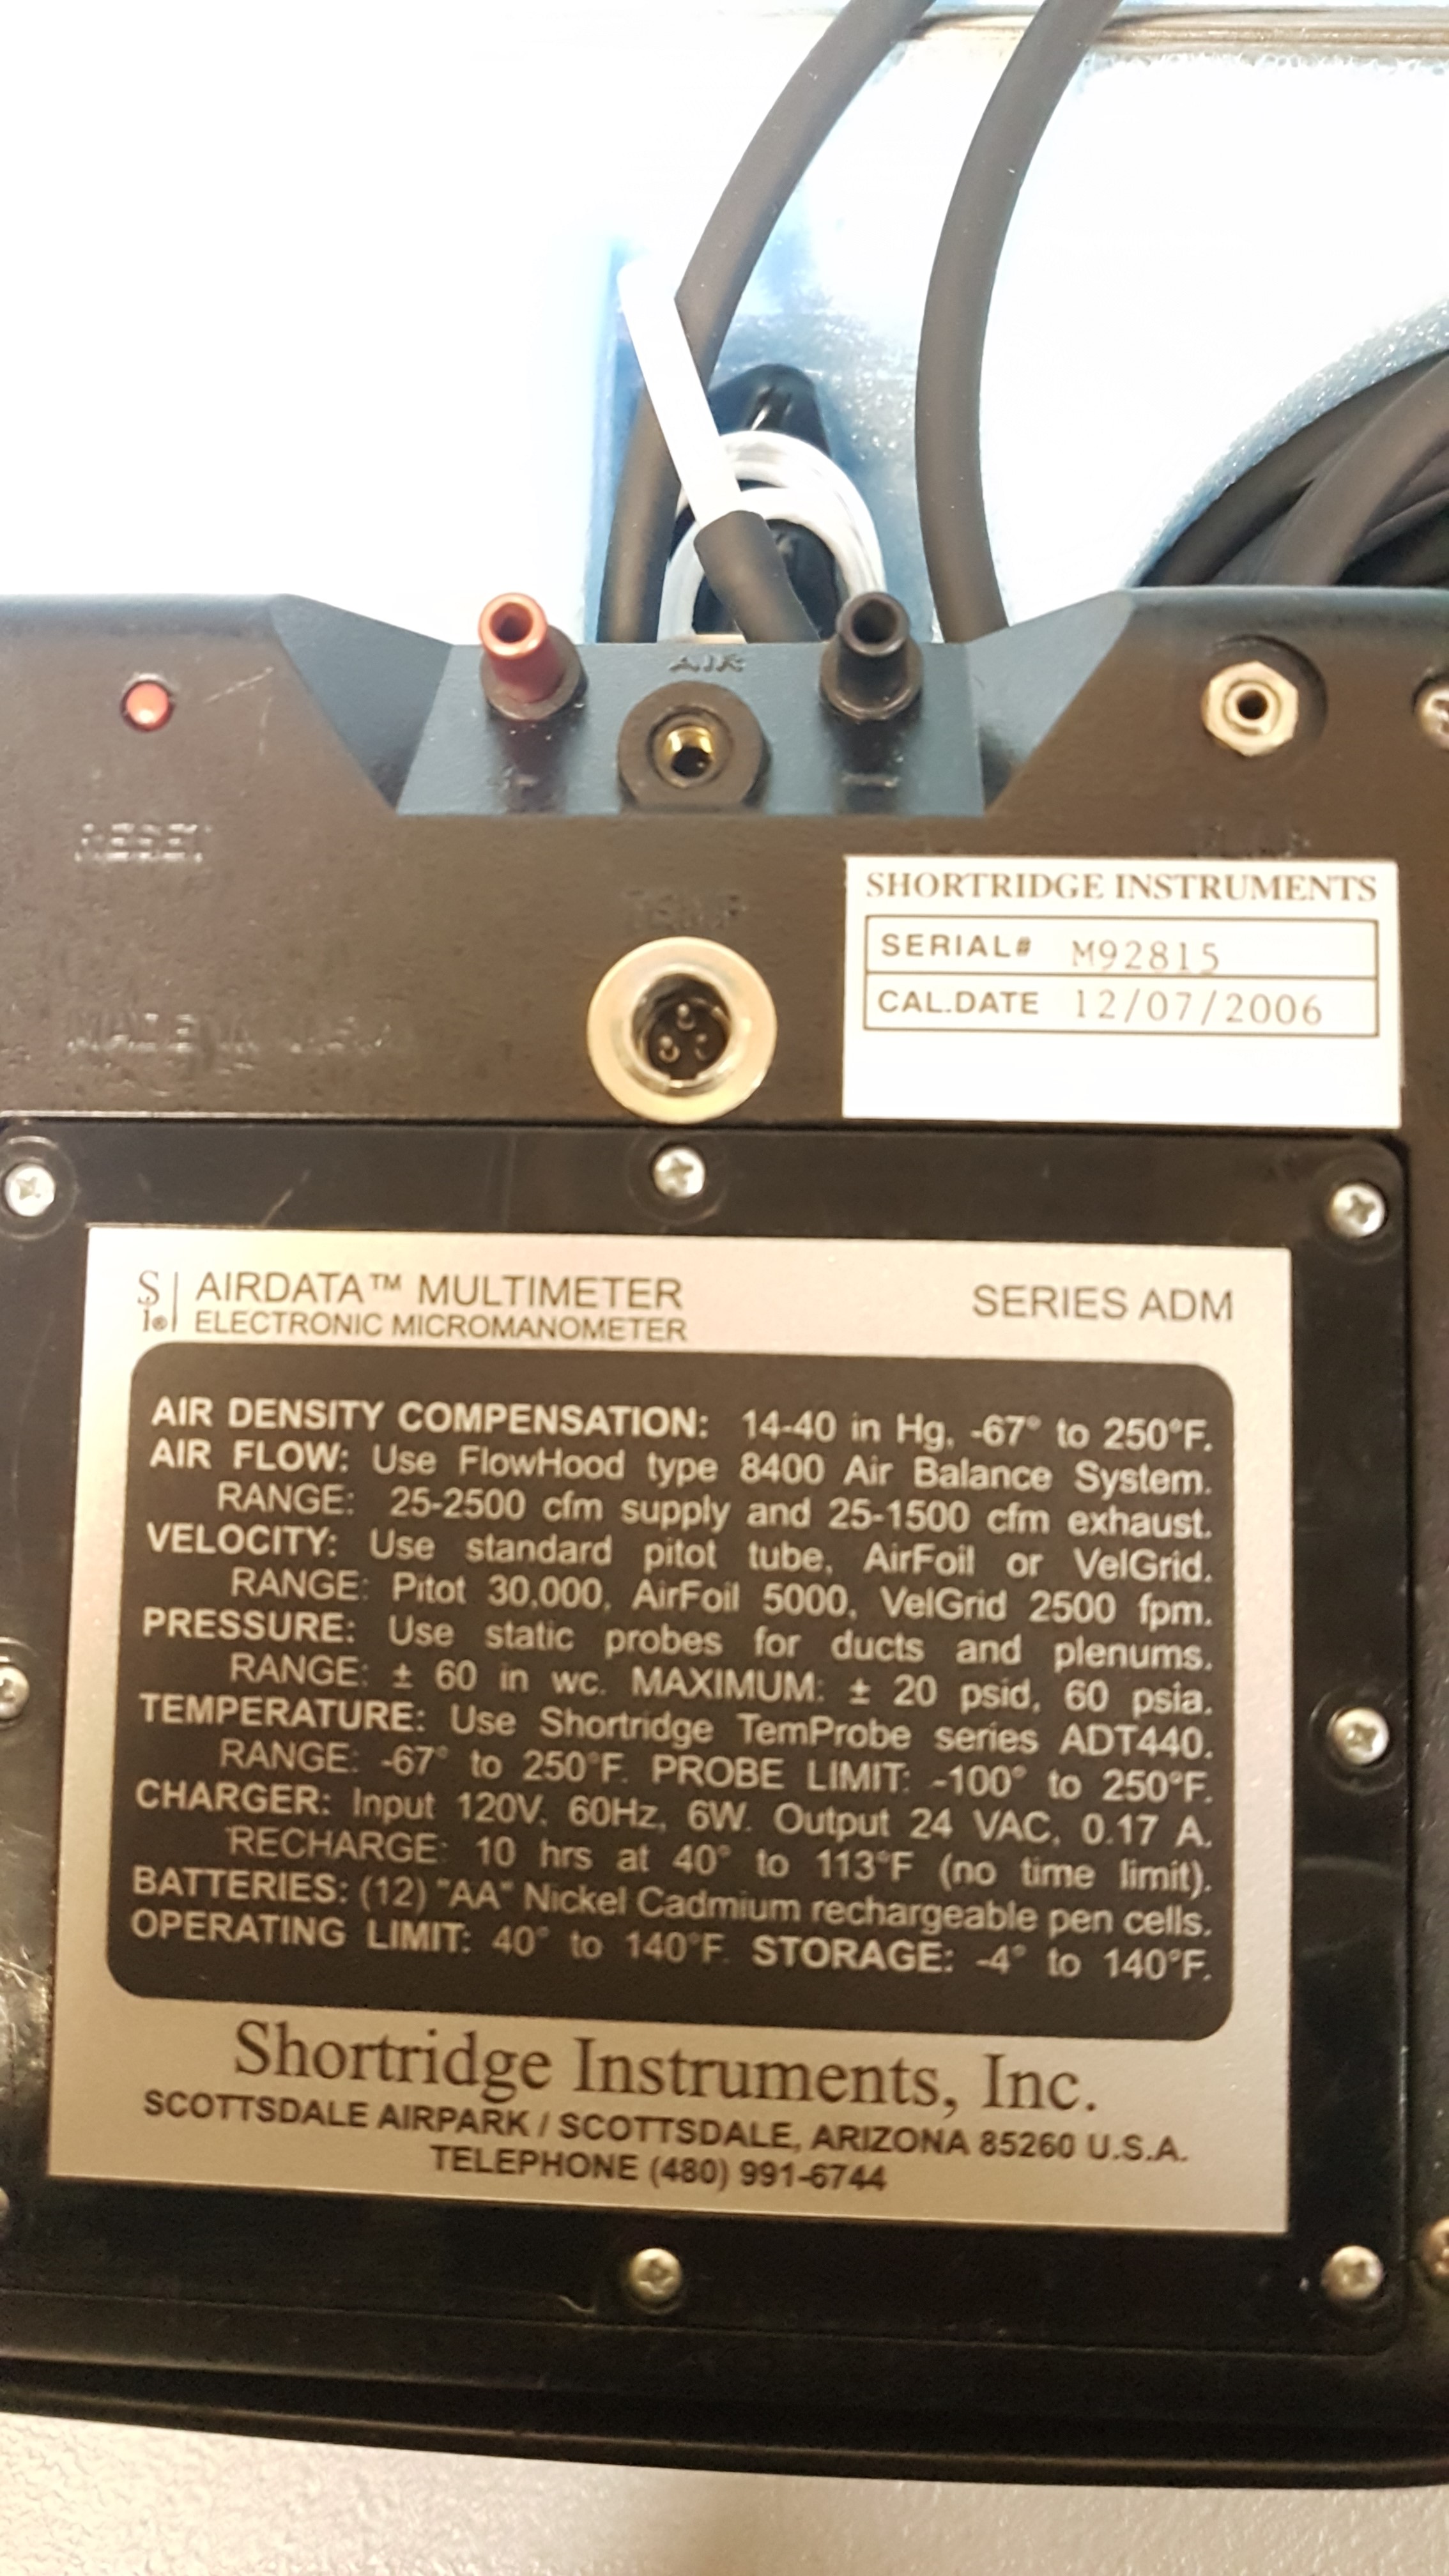 AIR
+
−
RESET
TEMP
MADE IN U.S.A.
SHORTRIDGE INSTRUMENTS
SERIAL# M92815
CAL.DATE 12/07/2006
SI® AIRDATA™ MULTIMETER
ELECTRONIC MICROMANOMETER
SERIES ADM
AIR DENSITY COMPENSATION: 14-40 in Hg, -67° to 250°F.
AIR FLOW: Use FlowHood type 8400 Air Balance System.
RANGE: 25-2500 cfm supply and 25-1500 cfm exhaust.
VELOCITY: Use standard pitot tube, AirFoil or VelGrid.
RANGE: Pitot 30,000, AirFoil 5000, VelGrid 2500 fpm.
PRESSURE: Use static probes for ducts and plenums.
RANGE: ± 60 in wc. MAXIMUM: ± 20 psid, 60 psia.
TEMPERATURE: Use Shortridge TemProbe series ADT440.
RANGE: -67° to 250°F. PROBE LIMIT: -100° to 250°F.
CHARGER: Input 120V, 60Hz, 6W. Output 24 VAC, 0.17 A.
RECHARGE: 10 hrs at 40° to 113°F (no time limit).
BATTERIES: (12) "AA" Nickel Cadmium rechargeable pen cells.
OPERATING LIMIT: 40° to 140°F. STORAGE: -4° to 140°F.
Shortridge Instruments, Inc.
SCOTTSDALE AIRPARK / SCOTTSDALE, ARIZONA 85260 U.S.A.
TELEPHONE (480) 991-6744